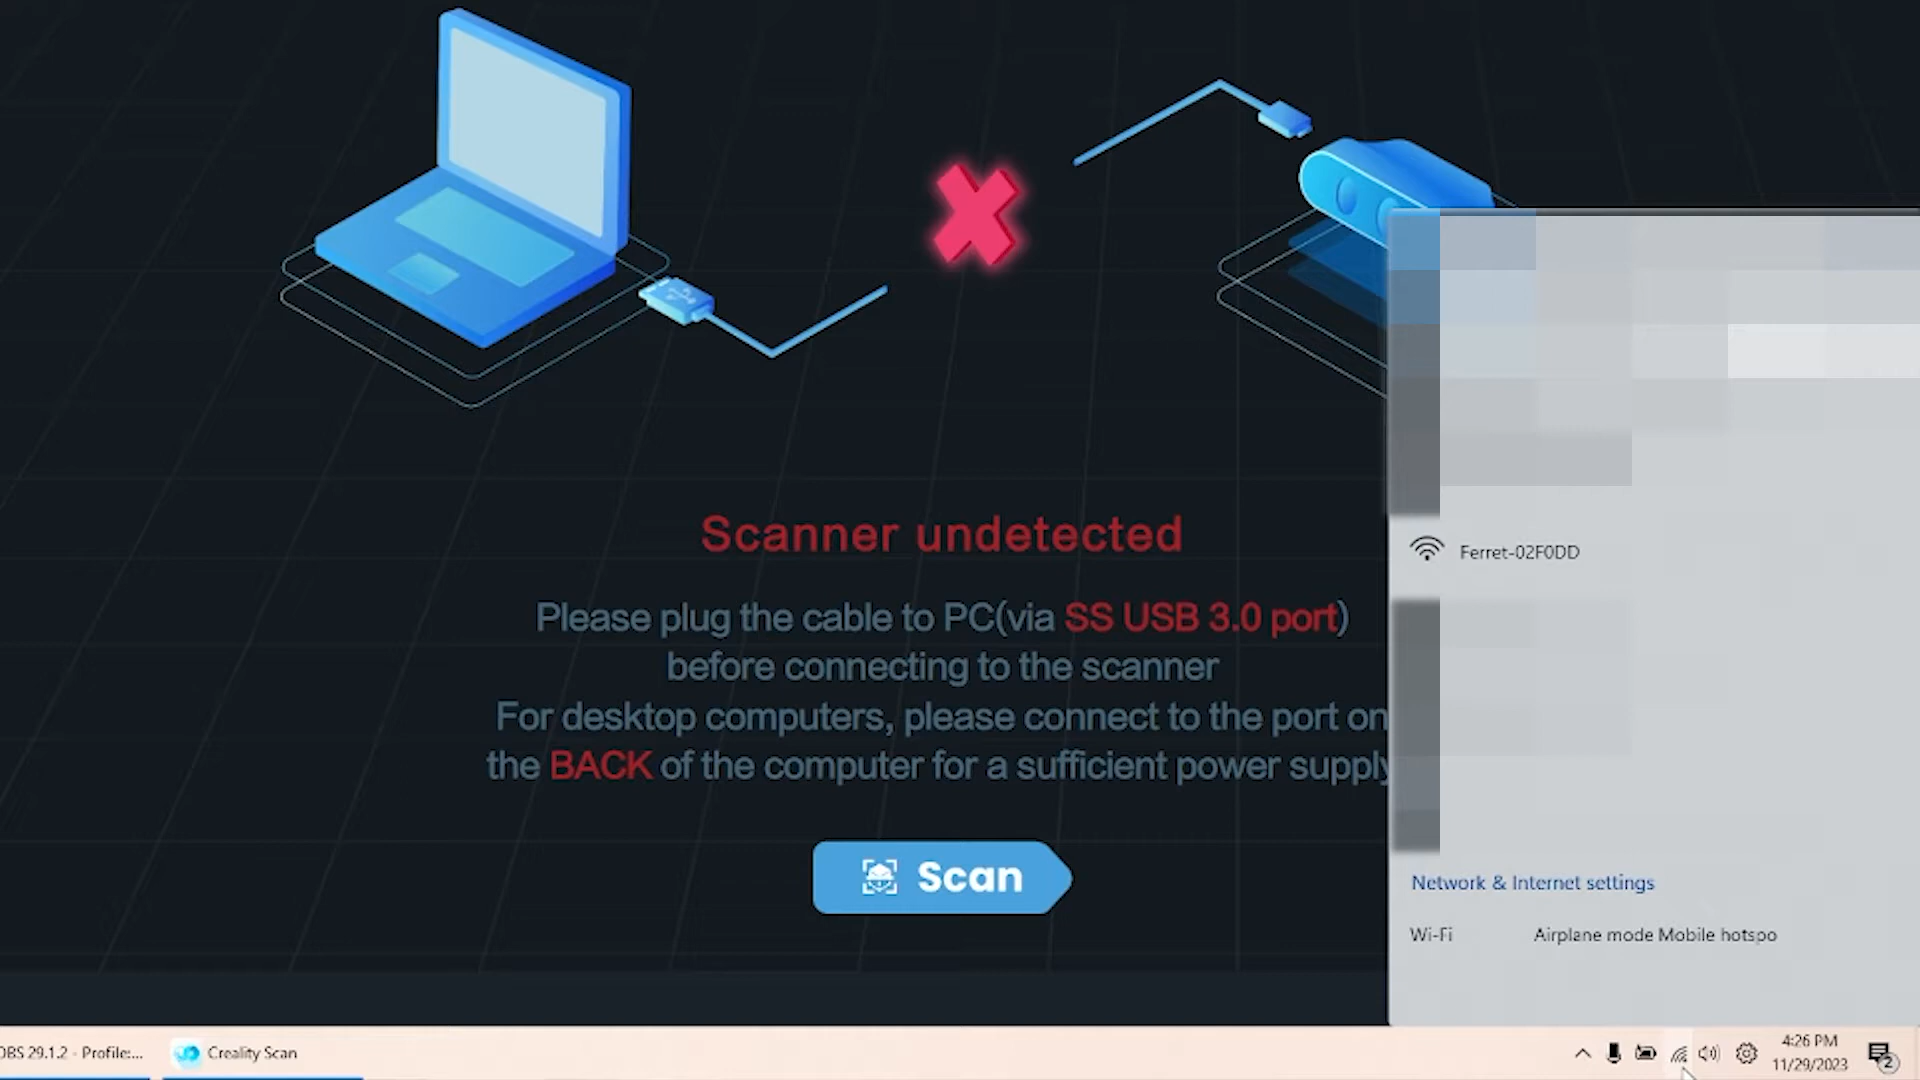 Scanner undetected
Please plug the cable to PC(via SS USB 3.0 port)
before connecting to the scanner
For desktop computers, please connect to the port on
the BACK of the computer for a sufficient power supply
Scan
Ferret-02F0DD
Network & Internet settings
Wi-Fi
Airplane mode Mobile hotspo
OBS 29.1.2 - Profile:...
Creality Scan
4:26 PM
11/29/2023
2